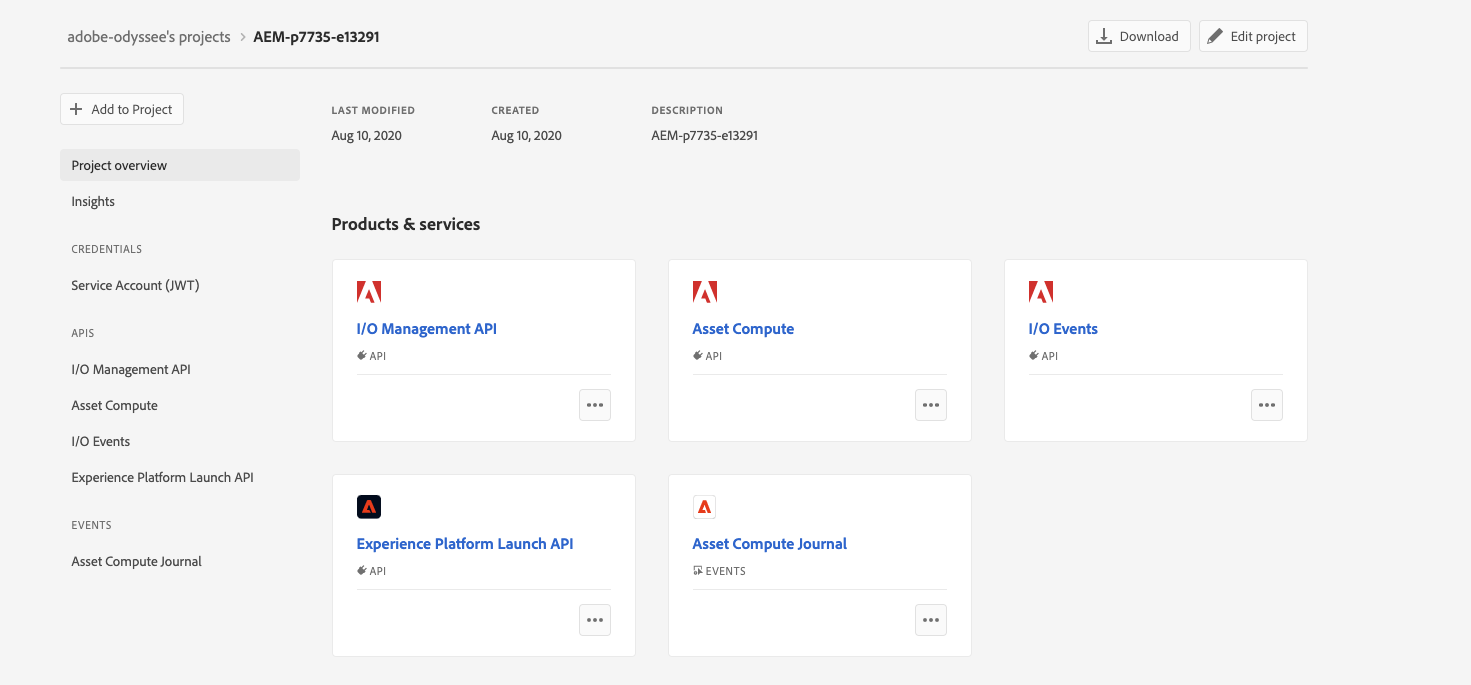 adobe-odyssee's projects > AEM-p7735-e13291
Download
Edit project
Add to Project
Project overview
Insights
CREDENTIALS
Service Account (JWT)
APIS
I/O Management API
Asset Compute
I/O Events
Experience Platform Launch API
EVENTS
Asset Compute Journal
LAST MODIFIED
Aug 10, 2020
CREATED
Aug 10, 2020
DESCRIPTION
AEM-p7735-e13291
Products & services
I/O Management API
API
Asset Compute
API
I/O Events
API
Experience Platform Launch API
API
Asset Compute Journal
EVENTS